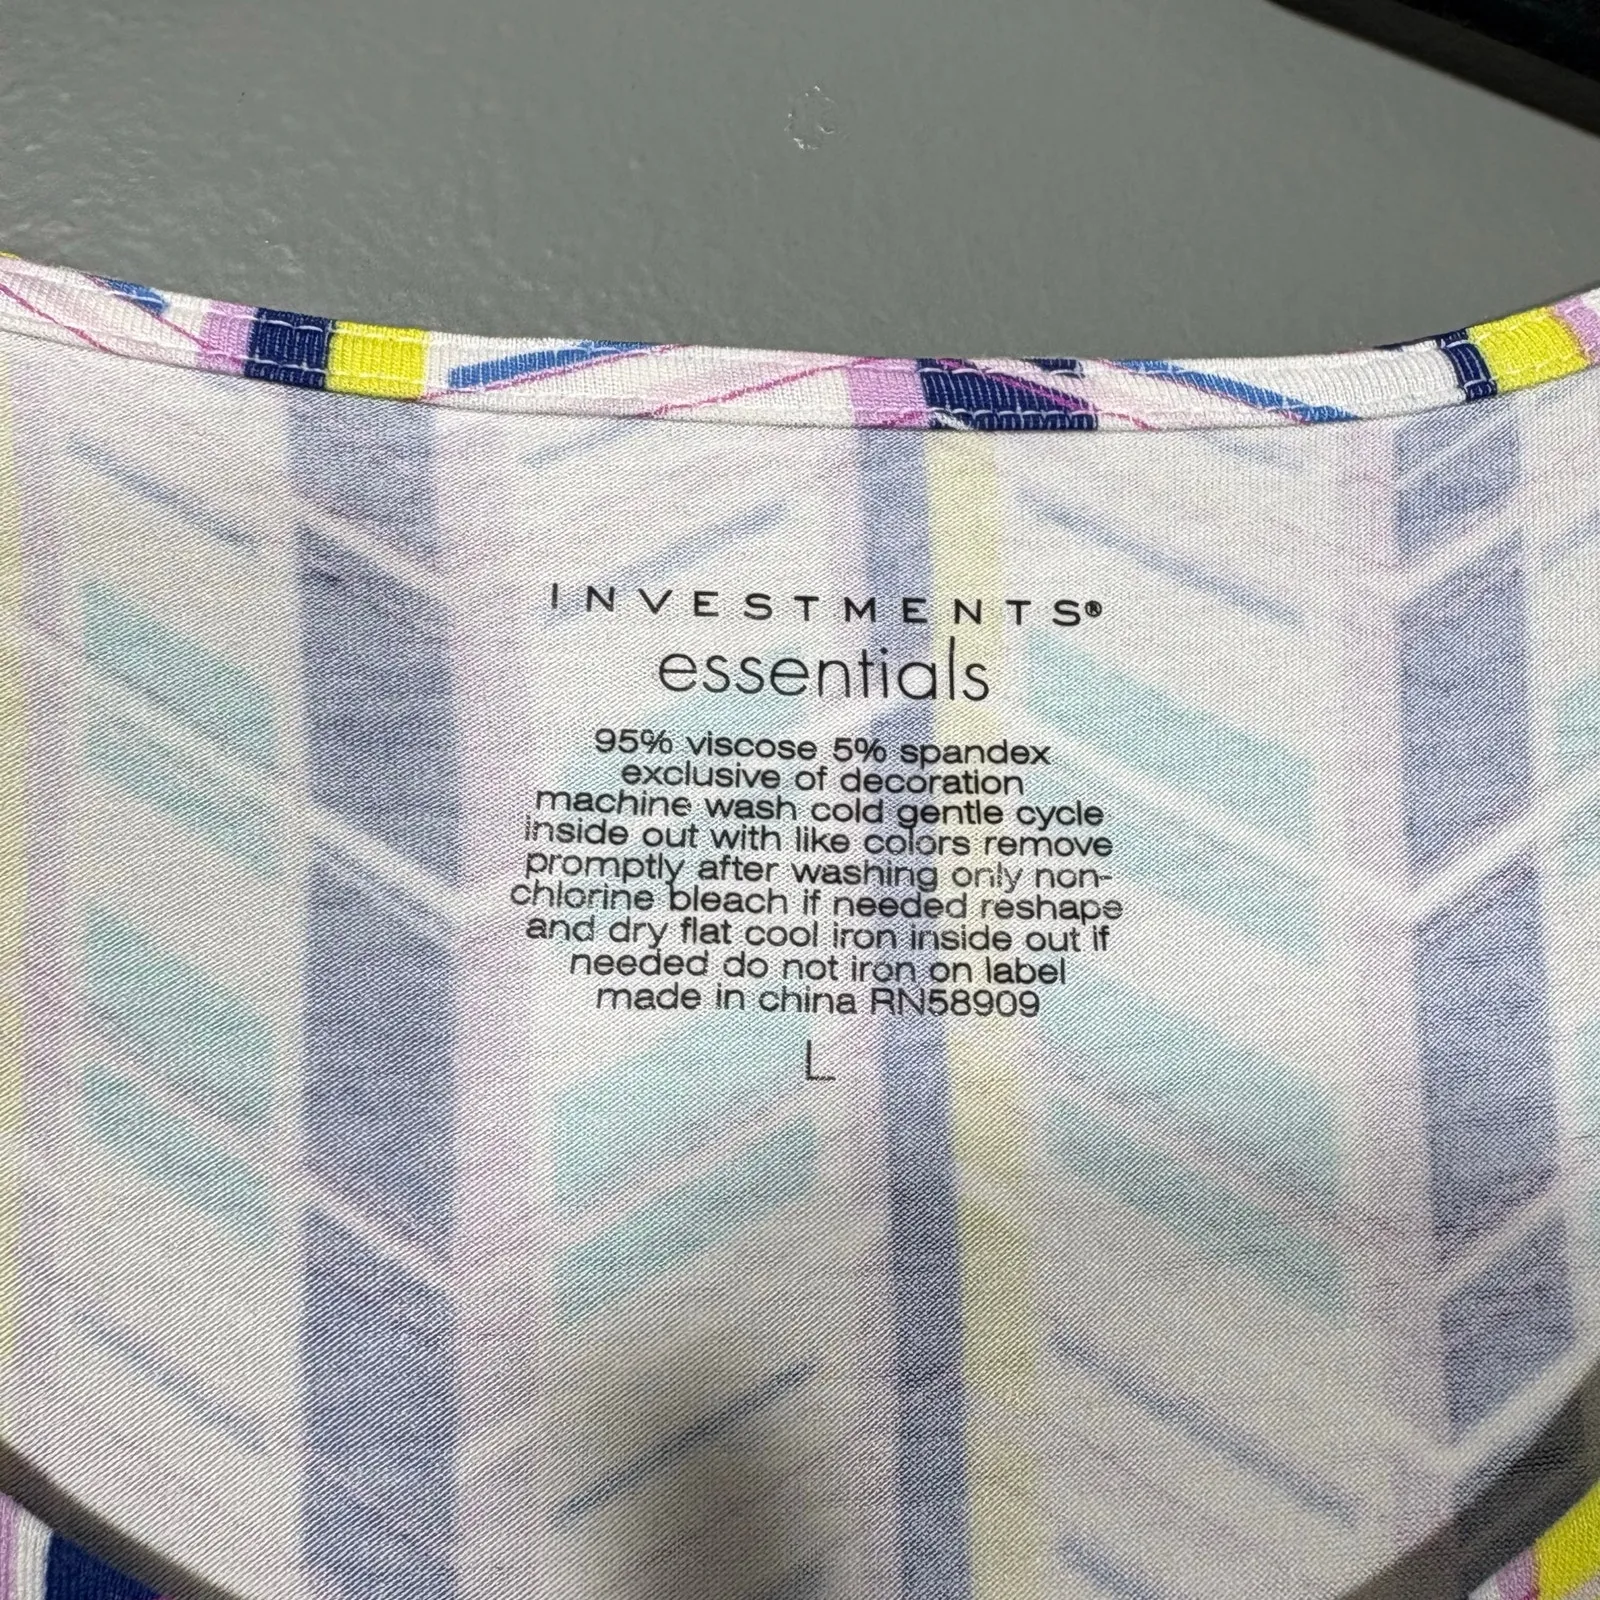 INVESTMENTS®
essentials
95% viscose 5% spandex
exclusive of decoration
machine wash cold gentle cycle
inside out with like colors remove
promptly after washing only non-
chlorine bleach if needed reshape
and dry flat cool iron inside out if
needed do not iron on label
made in china RN58909
L